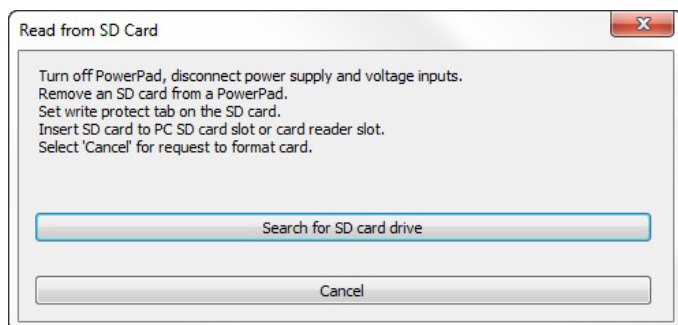 Read from SD Card
Turn off PowerPad, disconnect power supply and voltage inputs.
Remove an SD card from a PowerPad.
Set write protect tab on the SD card.
Insert SD card to PC SD card slot or card reader slot.
Select 'Cancel' for request to format card.
Search for SD card drive
Cancel